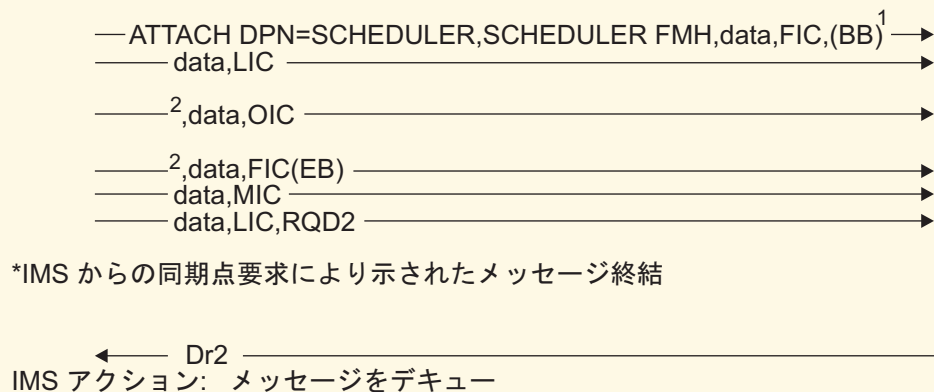 ATTACH DPN=SCHEDULER,SCHEDULER FMH,data,FIC,(BB)1
data,LIC
2,data,OIC
2,data,FIC(EB)
data,MIC
data,LIC,RQD2
*IMS からの同期点要求により示されたメッセージ終結
Dr2
IMS アクション: メッセージをデキュー